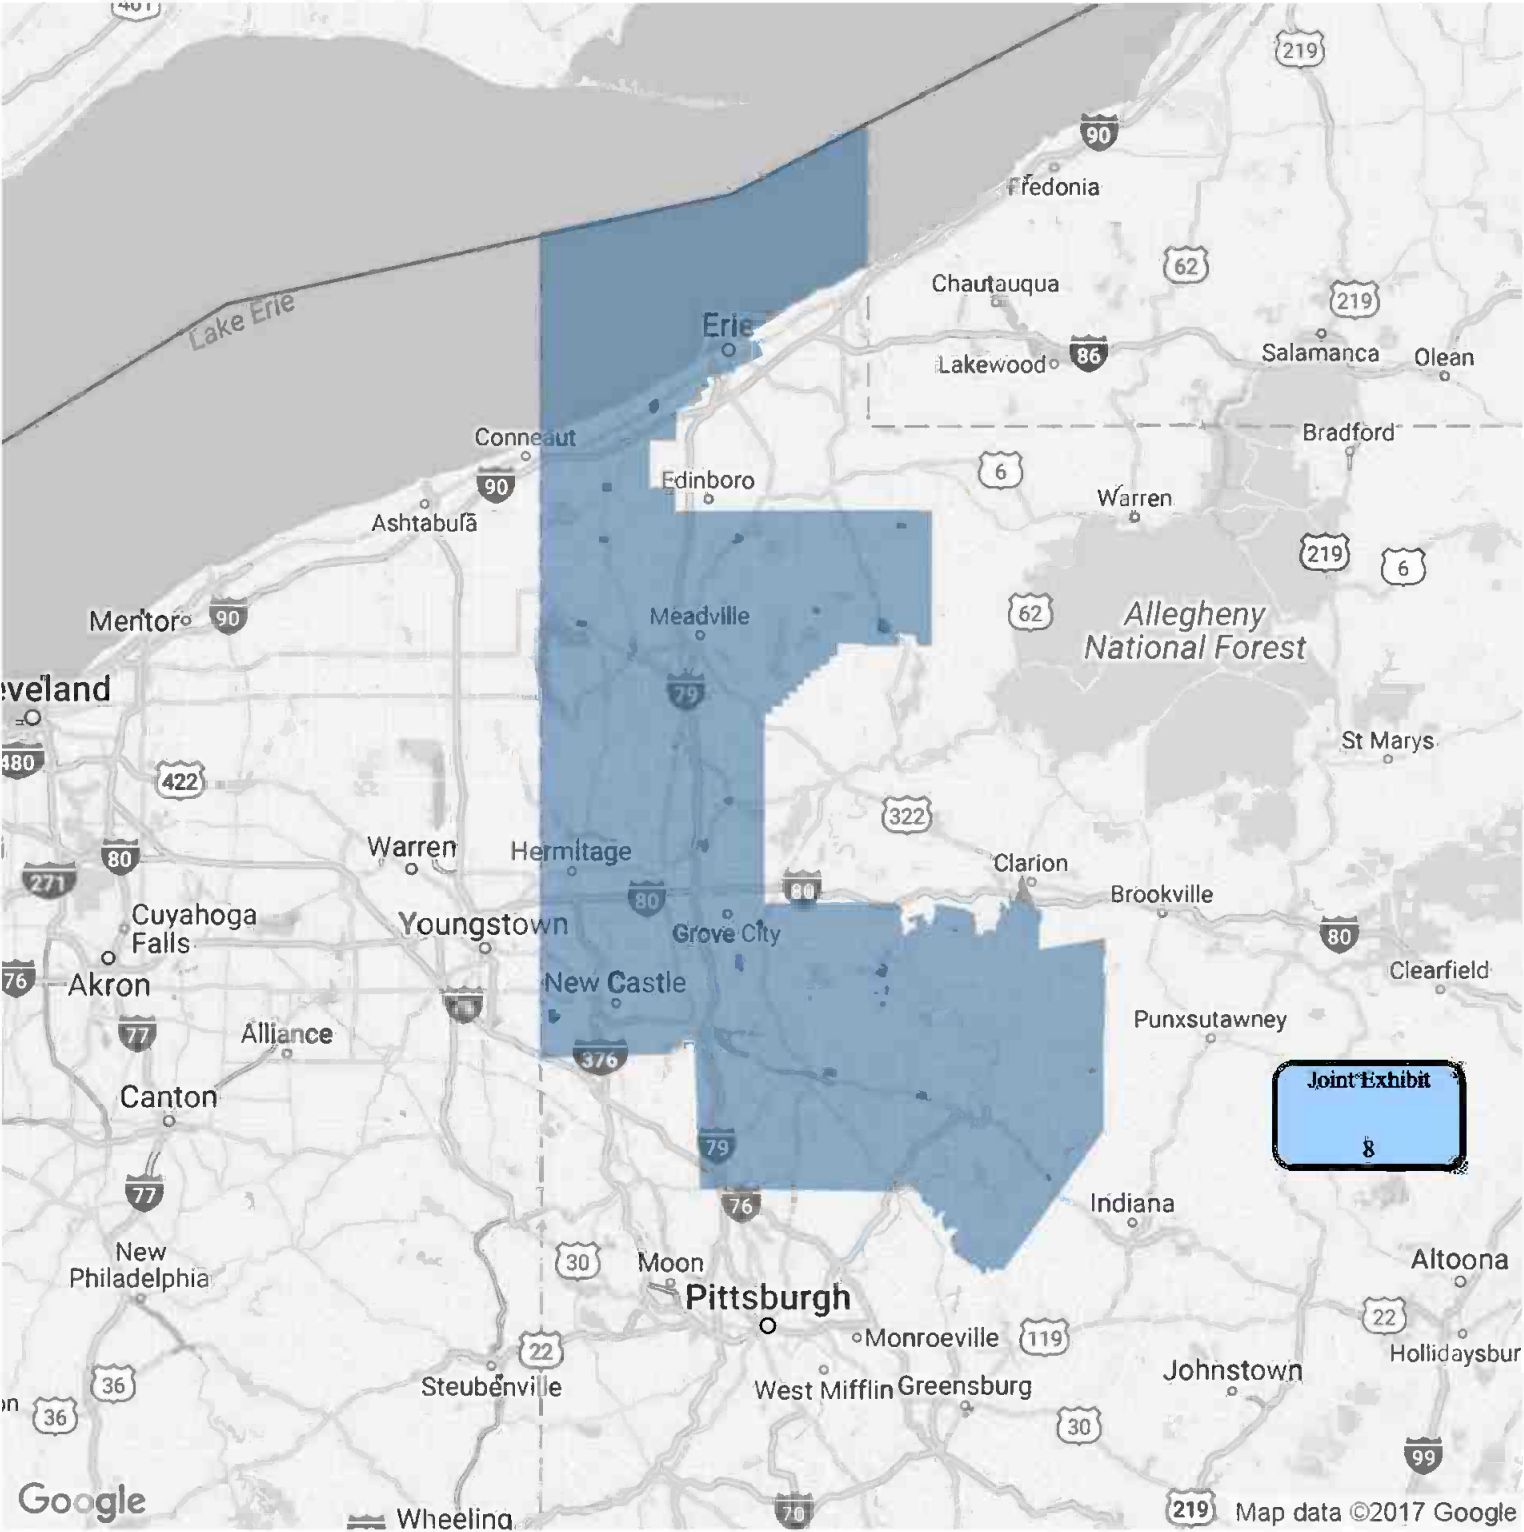 219
90
Fredonia
62
Chautauqua
219
Lake Erie
Erie
86
Salamanca
Olean
Lakewood
Conneaut
Bradford
6
Edinboro
90
Warren
Ashtabula
219
6
Mentor
90
Meadville
62
Allegheny
National Forest
eveland
79
St Marys
480
422
322
Warren
Hermitage
80
Clarion
271
80
80
Brookville
Cuyahoga
Falls
Youngstown
Grove City
80
76
Akron
New Castle
Clearfield
77
Alliance
376
Punxsutawney
Joint Exhibit
8
Canton
79
77
76
Indiana
New
Philadelphia
30
Moon
Altoona
Pittsburgh
22
Monroeville
119
22
Hollidaysbur
36
Steubenville
West Mifflin
Greensburg
Johnstown
on
36
30
99
Google
Wheeling
70
219
Map data ©2017 Google